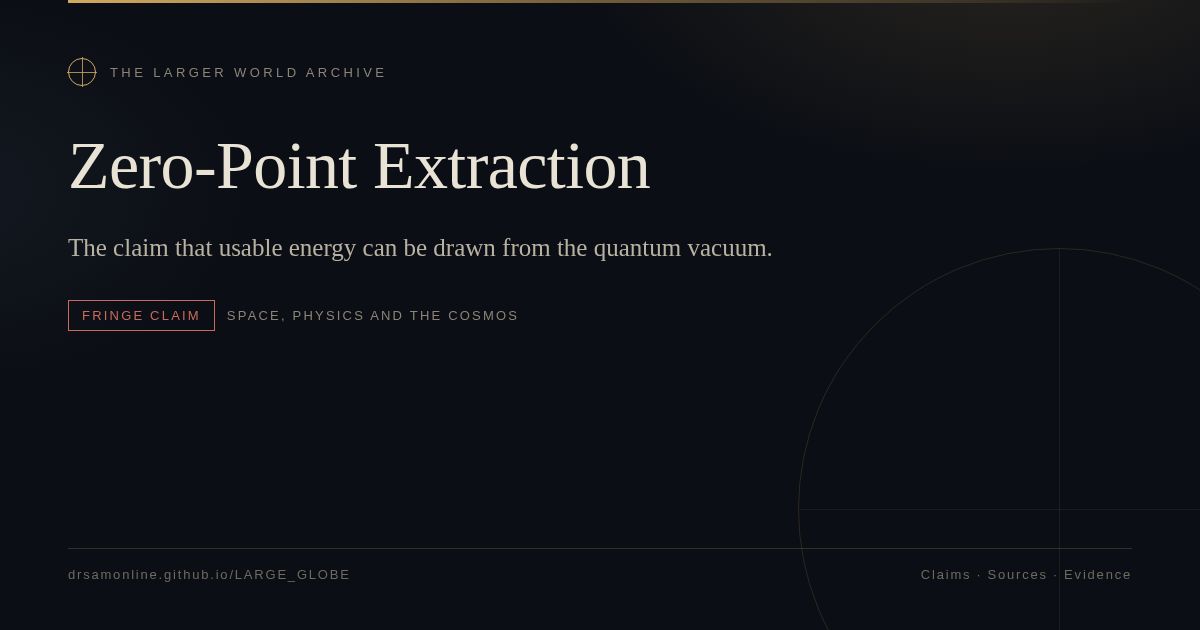 THE LARGER WORLD ARCHIVE
Zero-Point Extraction
The claim that usable energy can be drawn from the quantum vacuum.
FRINGE CLAIM
SPACE, PHYSICS AND THE COSMOS
drsamonline.github.io/LARGE_GLOBE
Claims · Sources · Evidence